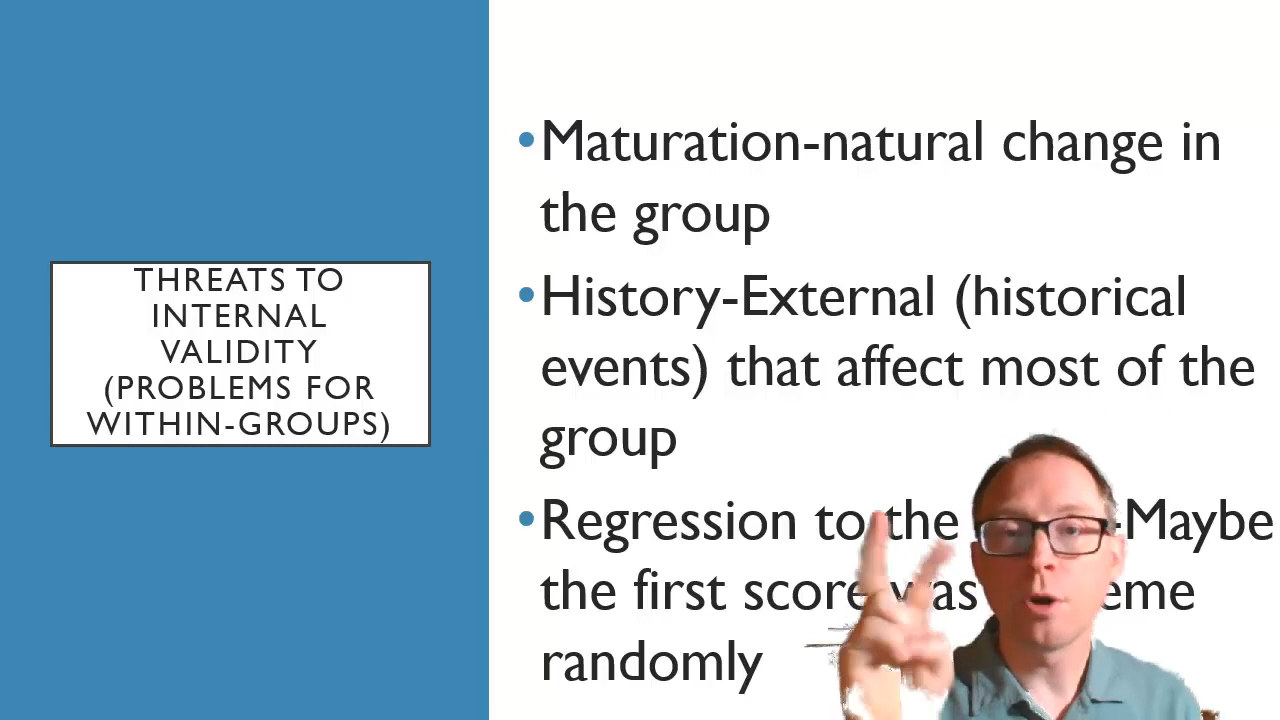 THREATS TO
INTERNAL
VALIDITY
(PROBLEMS FOR
WITHIN-GROUPS)
•Maturation-natural change in
the group
•History-External (historical
events) that affect most of the
group
•Regression to the -Maybe
the first score was eme
randomly